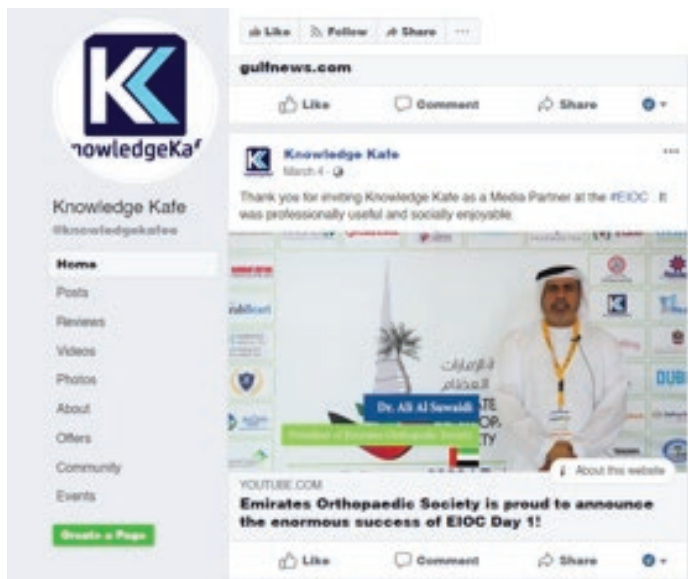 K
nowledgeKaf
Knowledge Kafe
@knowledgekafee
Home
Posts
Reviews
Videos
Photos
About
Offers
Community
Events
Create a Page
Like Follow Share ...
gulfnews.com
Like Comment Share
Knowledge Kafe
March 4 ·
Thank you for inviting Knowledge Kafe as a Media Partner at the #EIOC . It
was professionally useful and socially enjoyable.
Dr. Ali Al Suwaidi
President of Emirates Orthopaedic Society
DUB
About this website
YOUTUBE.COM
Emirates Orthopaedic Society is proud to announce
the enormous success of EIOC Day 1!
Like Comment Share